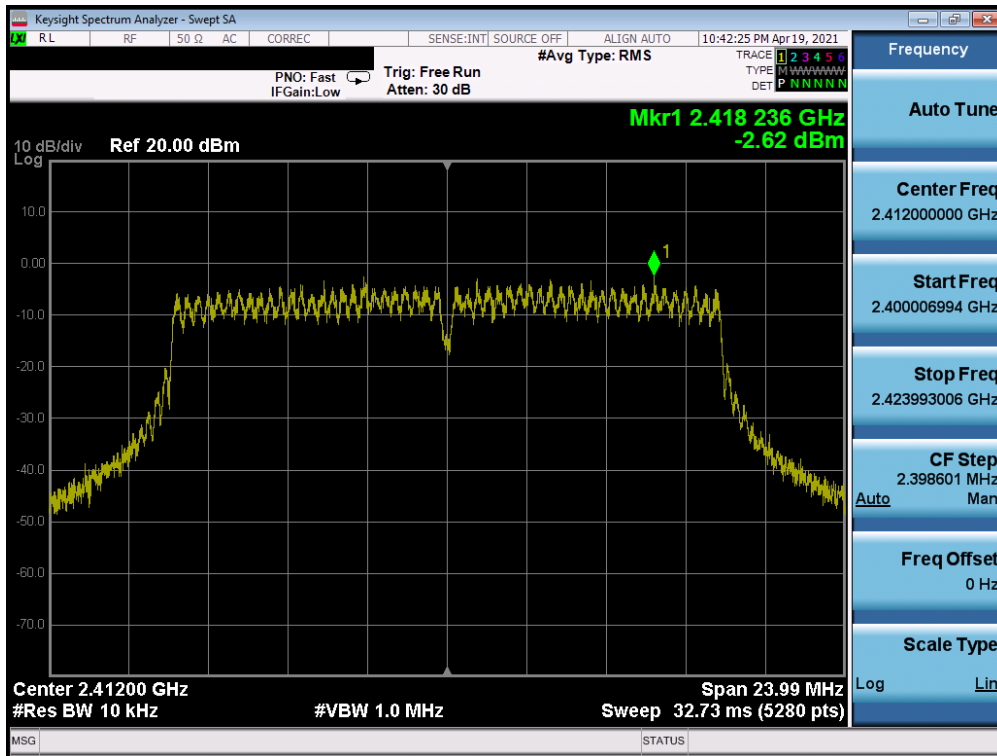 Keysight Spectrum Analyzer - Swept SA
LXI RL RF 50 Ω AC CORREC SENSE:INT SOURCE OFF ALIGN AUTO 10:42:25 PM Apr 19, 2021
PNO: Fast
IFGain:Low
Trig: Free Run
Atten: 30 dB
#Avg Type: RMS
TRACE 1 2 3 4 5 6
TYPE M WWWWW
DET P N N N N N
Mkr1 2.418 236 GHz
-2.62 dBm
10 dB/div Ref 20.00 dBm
Log
1
10.0
0.00
-10.0
-20.0
-30.0
-40.0
-50.0
-60.0
-70.0
Center 2.41200 GHz Span 23.99 MHz
#Res BW 10 kHz #VBW 1.0 MHz Sweep 32.73 ms (5280 pts)
MSG STATUS
Frequency
Auto Tune
Center Freq
2.412000000 GHz
Start Freq
2.400006994 GHz
Stop Freq
2.423993006 GHz
CF Step
2.398601 MHz
Auto Man
Freq Offset
0 Hz
Scale Type
Log Lin